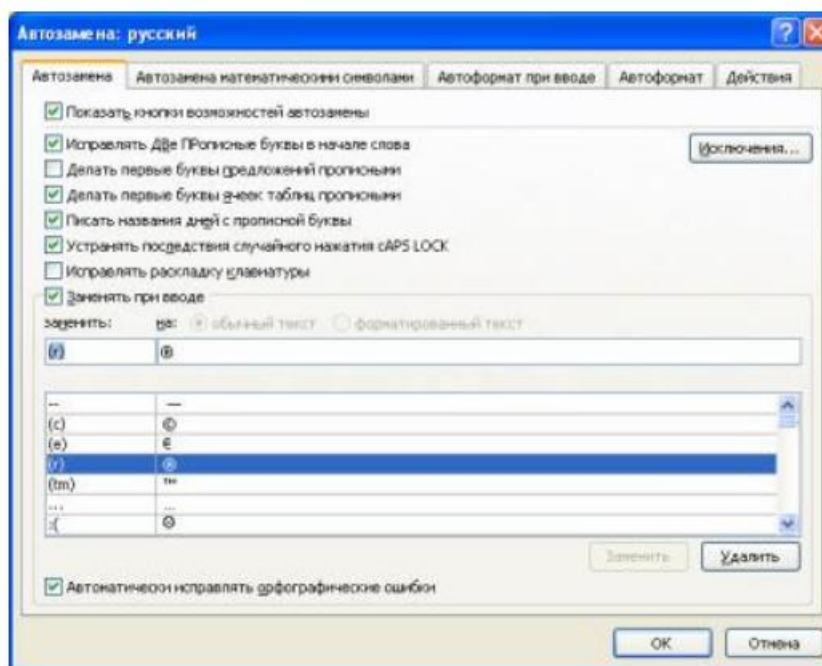 Автозамена: русский
Автозамена Автозамена математическими символами Автоформат при вводе Автоформат Действия
Показать кнопки возможностей автозамены
Исправлять ДВе ПРописные буквы в начале слова
Исключения...
Делать первые буквы предложений прописными
Делать первые буквы ячеек таблиц прописными
Писать названия дней с прописной буквы
Устранять последствия случайного нажатия cAPS LOCK
Исправлять раскладку клавиатуры
Заменять при вводе
заменить: на: обычный текст форматированный текст
(r) ®
-- —
(c) ©
(e) €
(r) ®
(tm) ™
... ...
:( ☹
Заменить Удалить
Автоматически исправлять орфографические ошибки
ОК Отмена